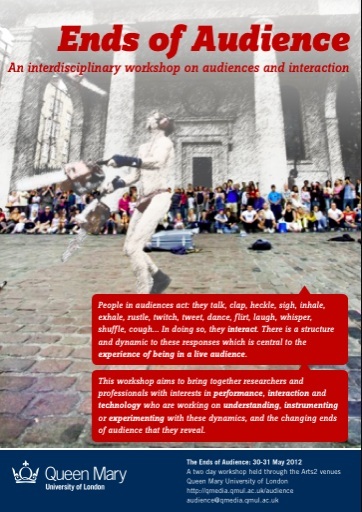 Ends of Audience
An interdisciplinary workshop on audiences and interaction
People in audiences act: they talk, clap, heckle, sigh, inhale,
exhale, rustle, twitch, tweet, dance, flirt, laugh, whisper,
shuffle, cough... In doing so, they interact. There is a structure
and dynamic to these responses which is central to the
experience of being in a live audience.
This workshop aims to bring together researchers and
professionals with interests in performance, interaction and
technology who are working on understanding, instrumenting
or experimenting with these dynamics, and the changing ends
of audience that they reveal.
Queen Mary
University of London
The Ends of Audience: 30-31 May 2012
A two day workshop held through the Arts2 venues
Queen Mary University of London
http://qmedia.qmul.ac.uk/audience
audience@qmedia.qmul.ac.uk